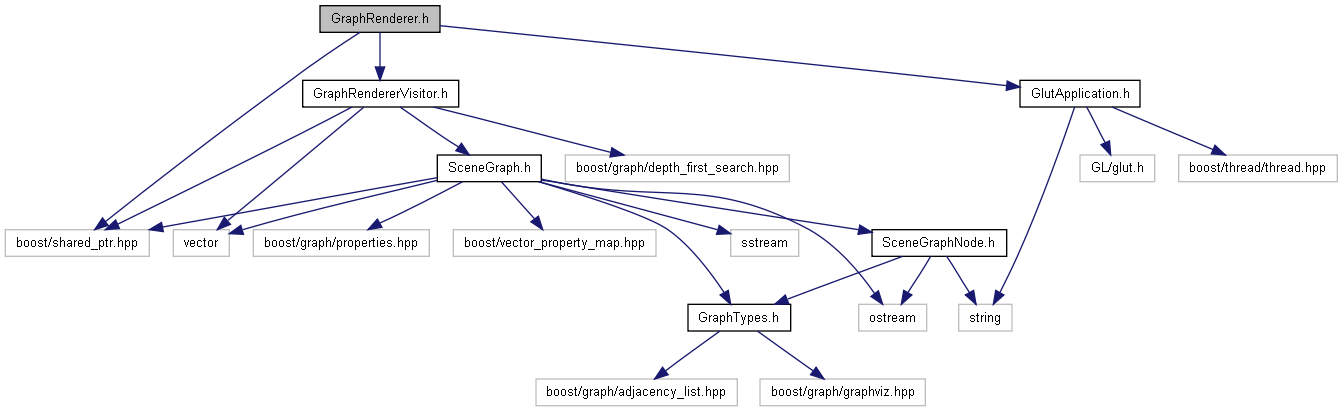 GraphRenderer.h
GraphRendererVisitor.h
GlutApplication.h
SceneGraph.h
boost/graph/depth_first_search.hpp
GL/glut.h
boost/thread/thread.hpp
boost/shared_ptr.hpp
vector
boost/graph/properties.hpp
boost/vector_property_map.hpp
sstream
SceneGraphNode.h
GraphTypes.h
ostream
string
boost/graph/adjacency_list.hpp
boost/graph/graphviz.hpp